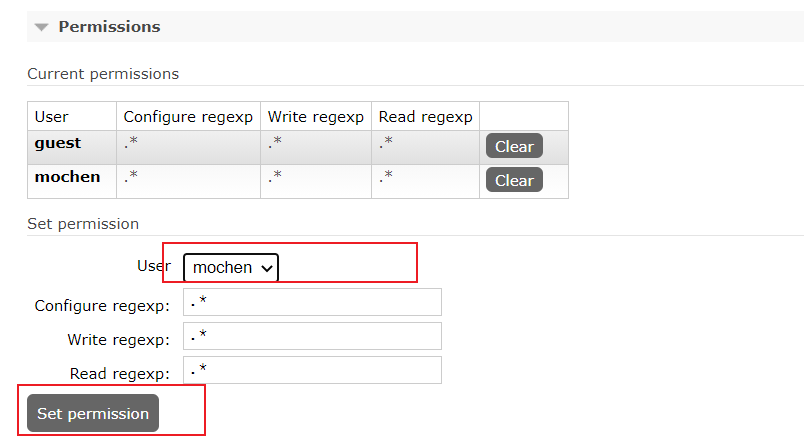 Permissions
Current permissions
User Configure regexp Write regexp Read regexp
guest .* .* .* Clear
mochen .* .* .* Clear
Set permission
User mochen
Configure regexp: .*
Write regexp: .*
Read regexp: .*
Set permission